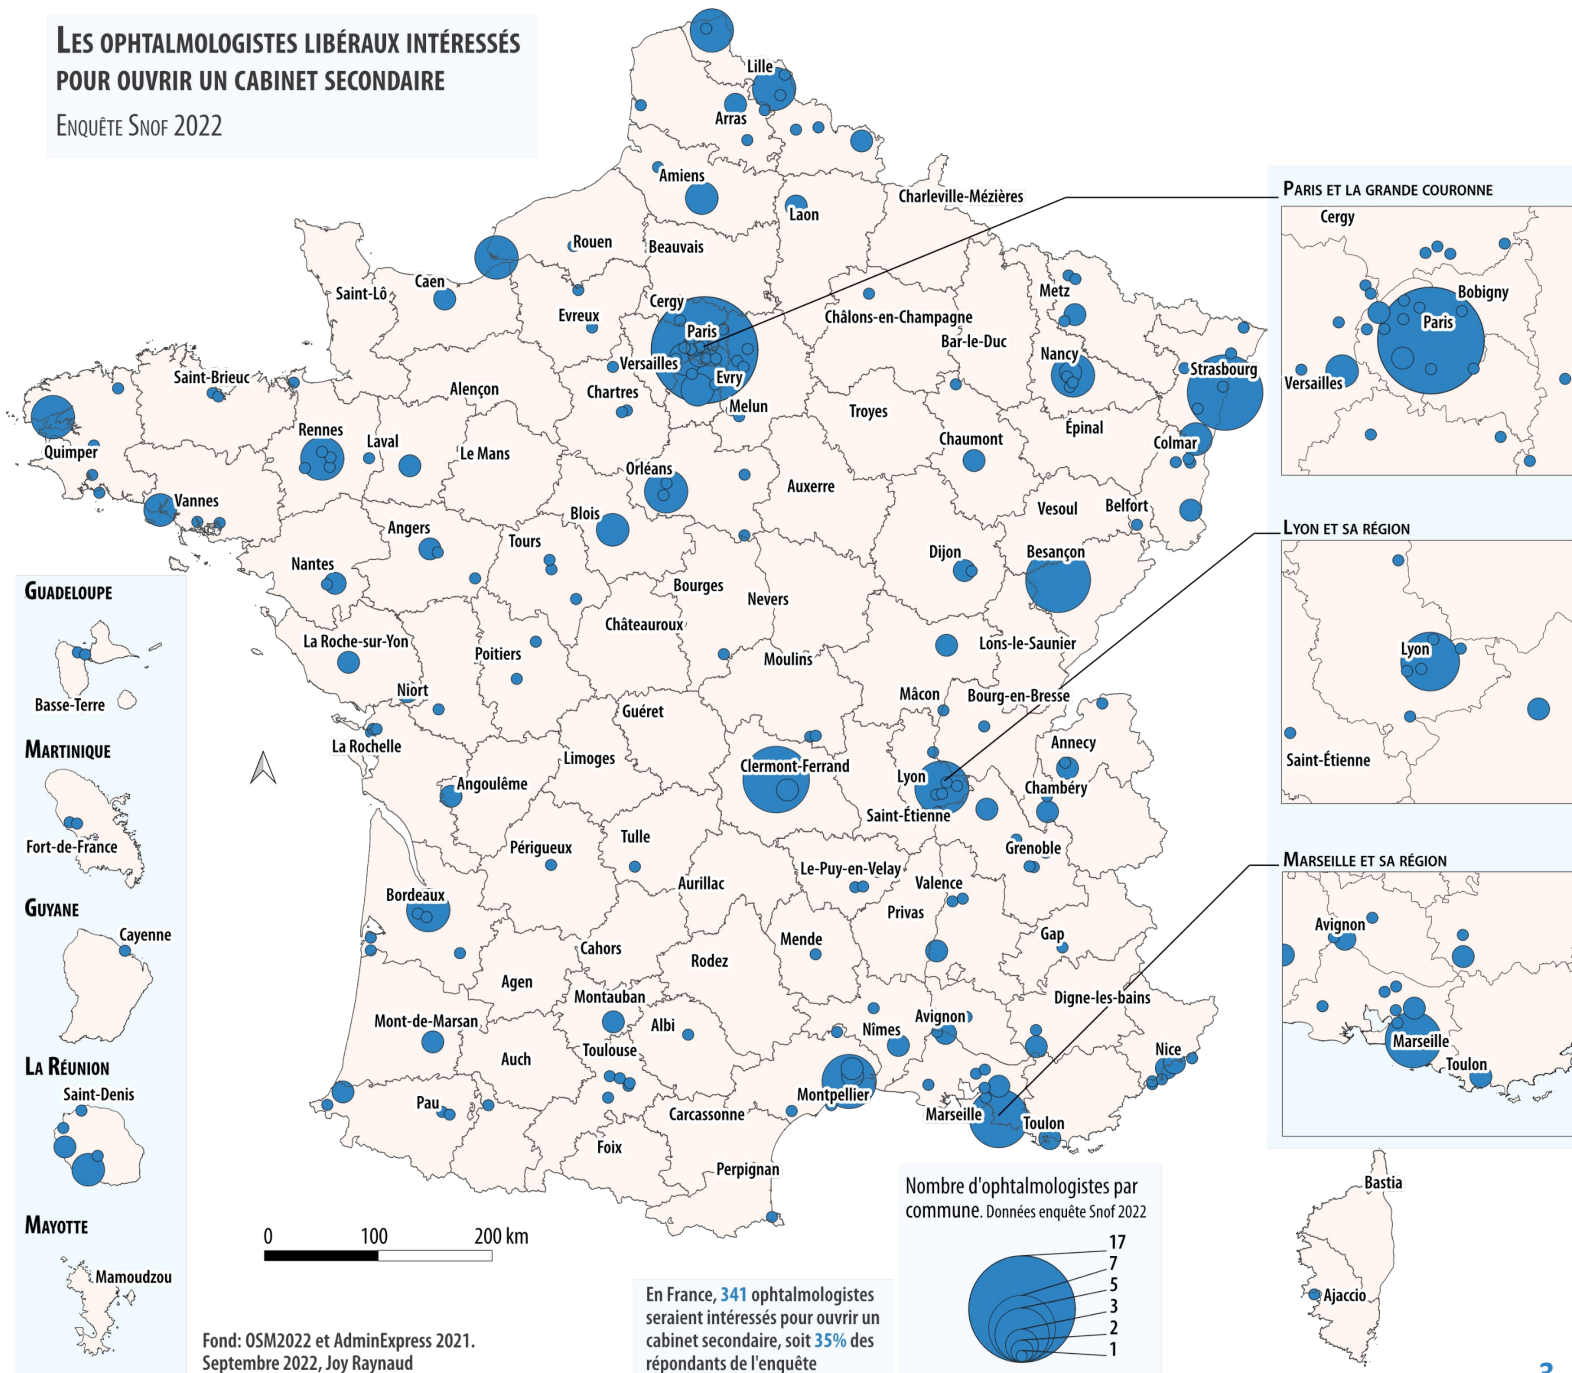 LES OPHTALMOLOGISTES LIBÉRAUX INTÉRESSÉS
POUR OUVRIR UN CABINET SECONDAIRE
ENQUÊTE SNOF 2022
Lille
Arras
Amiens
Laon
Charleville-Mézières
Rouen
Beauvais
Caen
Saint-Lô
Evreux
Cergy
Paris
Versailles
Evry
Melun
Chartres
Alençon
Châlons-en-Champagne
Metz
Bar-le-Duc
Nancy
Strasbourg
Troyes
Épinal
Chaumont
Colmar
Saint-Brieuc
Quimper
Rennes
Laval
Le Mans
Orléans
Auxerre
Vannes
Blois
Vesoul
Belfort
Angers
Tours
Nantes
Dijon
Besançon
Bourges
Nevers
Châteauroux
La Roche-sur-Yon
Poitiers
Moulins
Lons-le-Saunier
Niort
Mâcon
Bourg-en-Bresse
Guéret
La Rochelle
Limoges
Annecy
Angoulême
Clermont-Ferrand
Lyon
Chambéry
Saint-Étienne
Tulle
Périgueux
Grenoble
Le-Puy-en-Velay
Aurillac
Valence
Bordeaux
Privas
Mende
Gap
Cahors
Rodez
Agen
Montauban
Digne-les-bains
Mont-de-Marsan
Albi
Nîmes
Avignon
Auch
Toulouse
Nice
Pau
Montpellier
Carcassonne
Marseille
Toulon
Foix
Perpignan
Bastia
Ajaccio
GUADELOUPE
Basse-Terre
MARTINIQUE
Fort-de-France
GUYANE
Cayenne
LA RÉUNION
Saint-Denis
MAYOTTE
Mamoudzou
PARIS ET LA GRANDE COURONNE
Cergy
Bobigny
Paris
Versailles
LYON ET SA RÉGION
Lyon
Saint-Étienne
MARSEILLE ET SA RÉGION
Avignon
Marseille
Toulon
0 100 200 km
Fond: OSM2022 et AdminExpress 2021.
Septembre 2022, Joy Raynaud
En France, 341 ophtalmologistes
seraient intéressés pour ouvrir un
cabinet secondaire, soit 35% des
répondants de l'enquête
Nombre d'ophtalmologistes par
commune. Données enquête Snof 2022
17
7
5
3
2
1
3